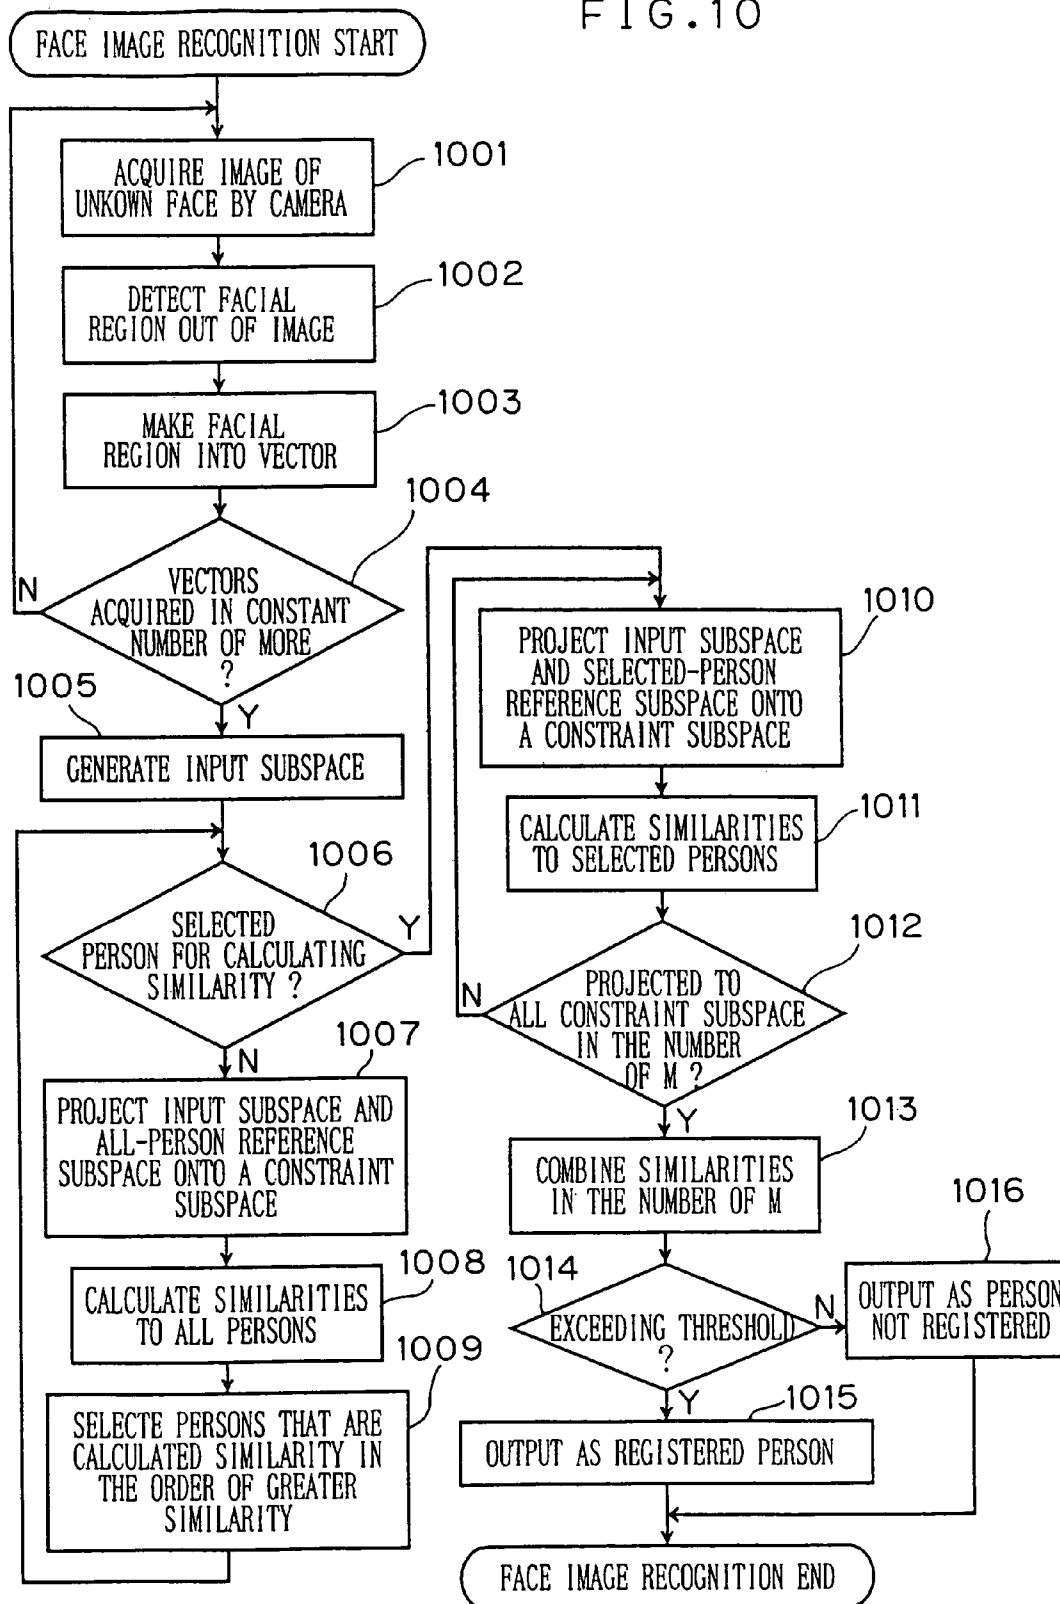 FIG.10
FACE IMAGE RECOGNITION START
1001
ACQUIRE IMAGE OF
UNKOWN FACE BY CAMERA
1002
DETECT FACIAL
REGION OUT OF IMAGE
1003
MAKE FACIAL
REGION INTO VECTOR
1004
VECTORS
ACQUIRED IN CONSTANT
NUMBER OF MORE
?
N
Y
1005
GENERATE INPUT SUBSPACE
1006
SELECTED
PERSON FOR CALCULATING
SIMILARITY ?
Y
N
1007
PROJECT INPUT SUBSPACE AND
ALL-PERSON REFERENCE
SUBSPACE ONTO A CONSTRAINT
SUBSPACE
1008
CALCULATE SIMILARITIES
TO ALL PERSONS
1009
SELECTE PERSONS THAT ARE
CALCULATED SIMILARITY IN
THE ORDER OF GREATER
SIMILARITY
1010
PROJECT INPUT SUBSPACE
AND SELECTED-PERSON
REFERENCE SUBSPACE ONTO
A CONSTRAINT SUBSPACE
1011
CALCULATE SIMILARITIES
TO SELECTED PERSONS
1012
PROJECTED TO
ALL CONSTRAINT SUBSPACE
IN THE NUMBER
OF M ?
N
Y
1013
COMBINE SIMILARITIES
IN THE NUMBER OF M
1014
EXCEEDING THRESHOLD
?
N
Y
1016
OUTPUT AS PERSON
NOT REGISTERED
1015
OUTPUT AS REGISTERED PERSON
FACE IMAGE RECOGNITION END